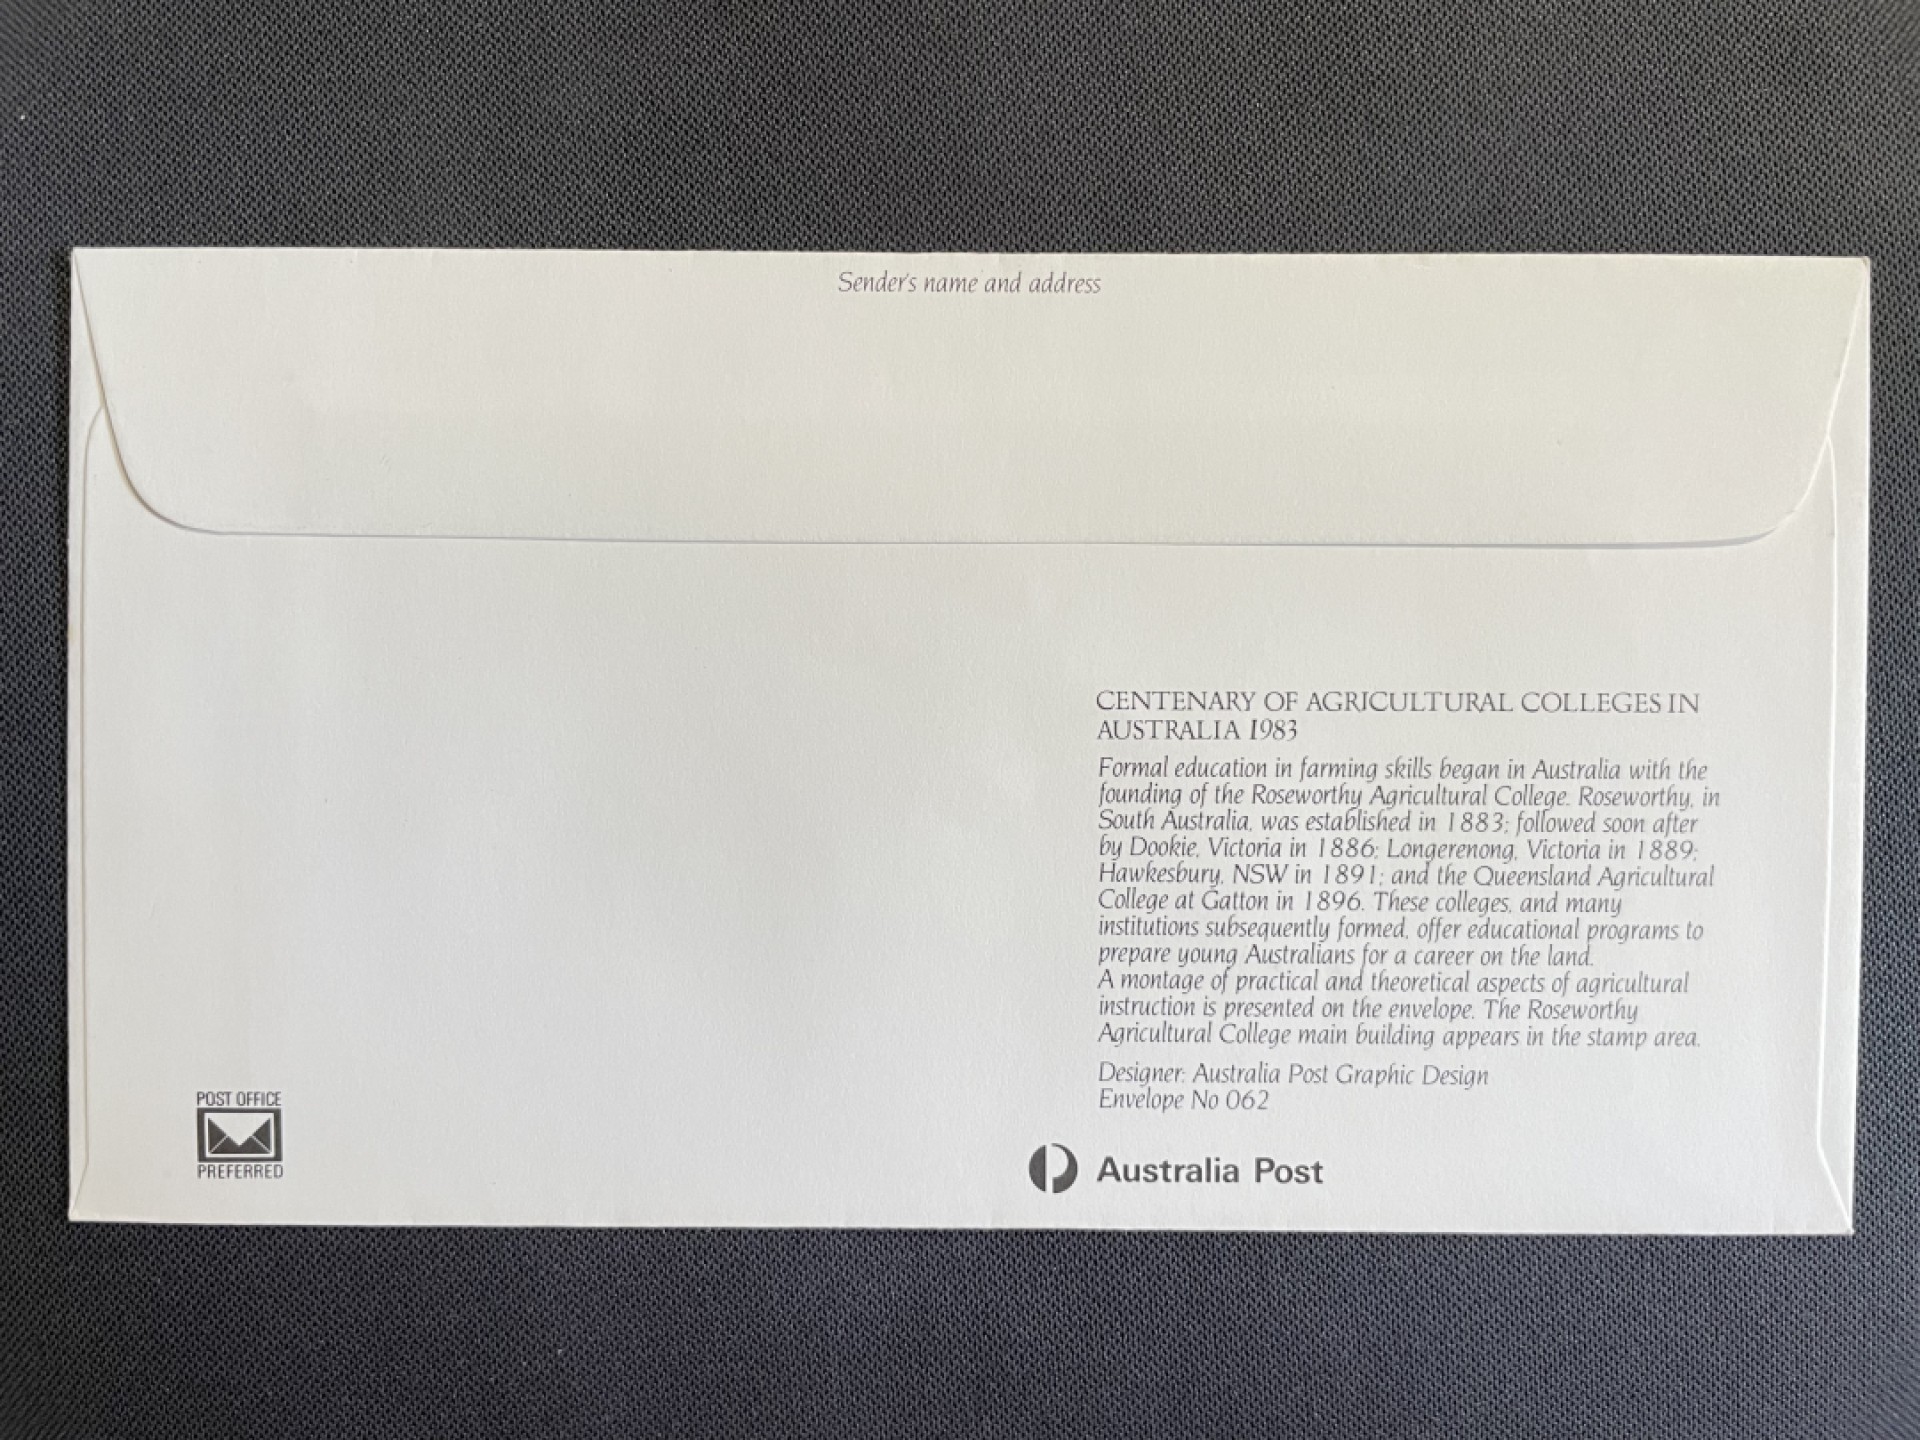 Sender's name and address
CENTENARY OF AGRICULTURAL COLLEGES IN
AUSTRALIA 1983
Formal education in farming skills began in Australia with the
founding of the Roseworthy Agricultural College. Roseworthy, in
South Australia, was established in 1883; followed soon after
by Dookie, Victoria in 1886; Longerenong, Victoria in 1889;
Hawkesbury, NSW in 1891; and the Queensland Agricultural
College at Gatton in 1896. These colleges, and many
institutions subsequently formed, offer educational programs to
prepare young Australians for a career on the land.
A montage of practical and theoretical aspects of agricultural
instruction is presented on the envelope. The Roseworthy
Agricultural College main building appears in the stamp area.
Designer: Australia Post Graphic Design
Envelope No 062
POST OFFICE
PREFERRED
Australia Post